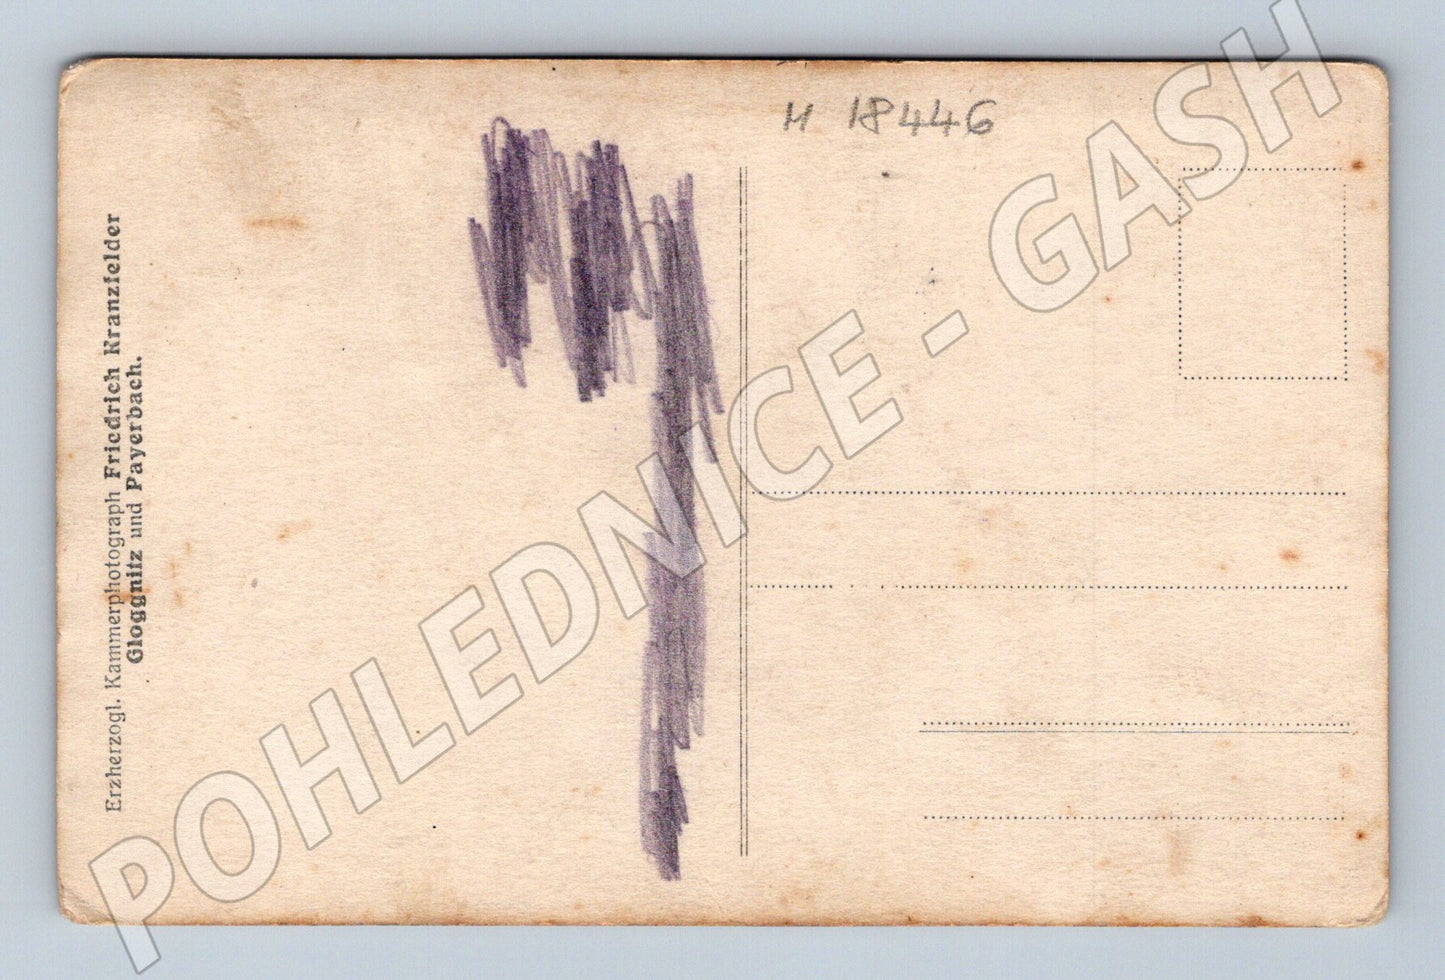 M 18446
Erzherzogl. Kammerphotograph Friedrich Kranzfelder
Gloggnitz und Payerbach.
POHLEDNICE - GASH